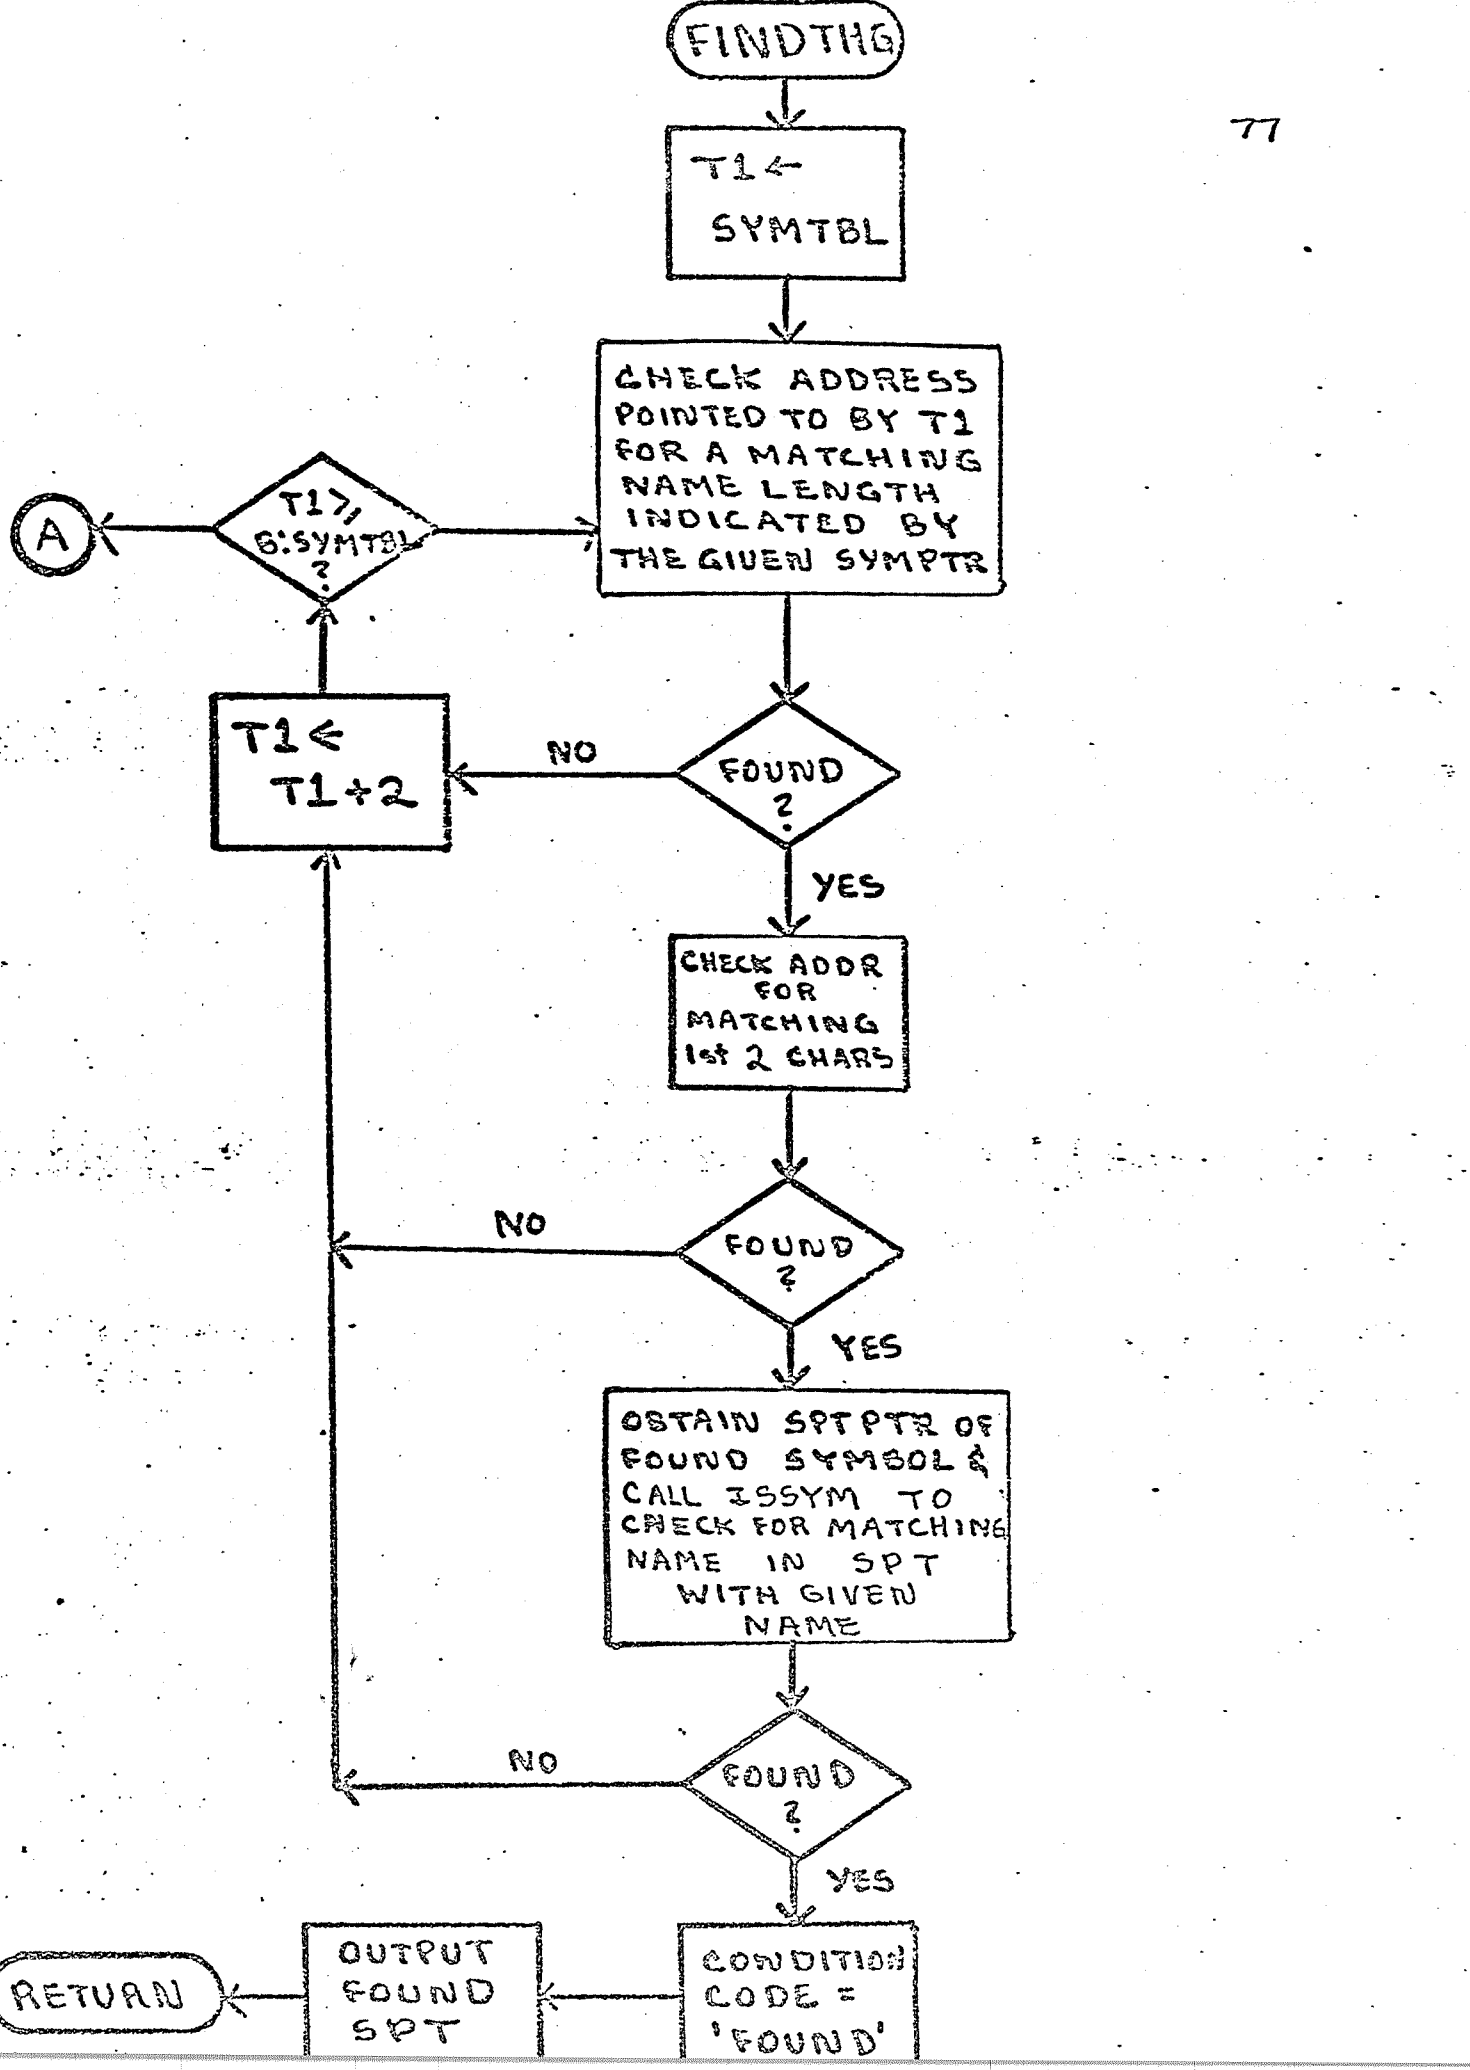 FINDTHG
77
T1←
SYMTBL
CHECK ADDRESS
POINTED TO BY T1
FOR A MATCHING
NAME LENGTH
INDICATED BY
THE GIVEN SYMPTR
T1≥
B:SYMTBL
?
A
T1←
T1+2
NO
FOUND
?
YES
CHECK ADDR
FOR
MATCHING
1st 2 CHARS
NO
FOUND
?
YES
OBTAIN SPTPTR OF
FOUND SYMBOL &
CALL ISSYM TO
CHECK FOR MATCHING
NAME IN SPT
WITH GIVEN
NAME
NO
FOUND
?
YES
CONDITION
CODE =
'FOUND'
OUTPUT
FOUND
SPT
RETURN